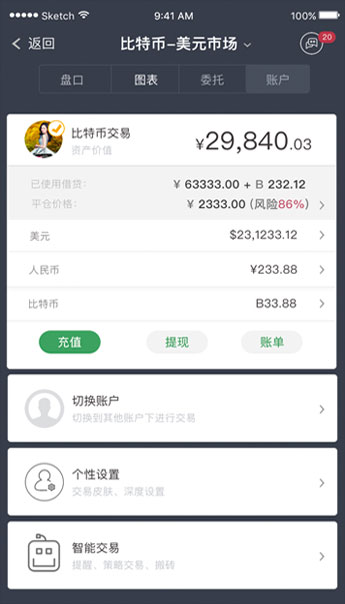 Sketch 9:41 AM 100%
返回 比特币-美元市场 20
盘口 图表 委托 账户
比特币交易 ¥29,840.03
资产价值
已使用借贷: ¥ 63333.00 + B 232.12
平仓价格: ¥ 2333.00 (风险86%)
美元 $23,1233.12
人民币 ¥233.88
比特币 B33.88
充值 提现 账单
切换账户
切换到其他账户下进行交易
个性设置
交易皮肤、深度设置
智能交易
提醒、策略交易、搬砖